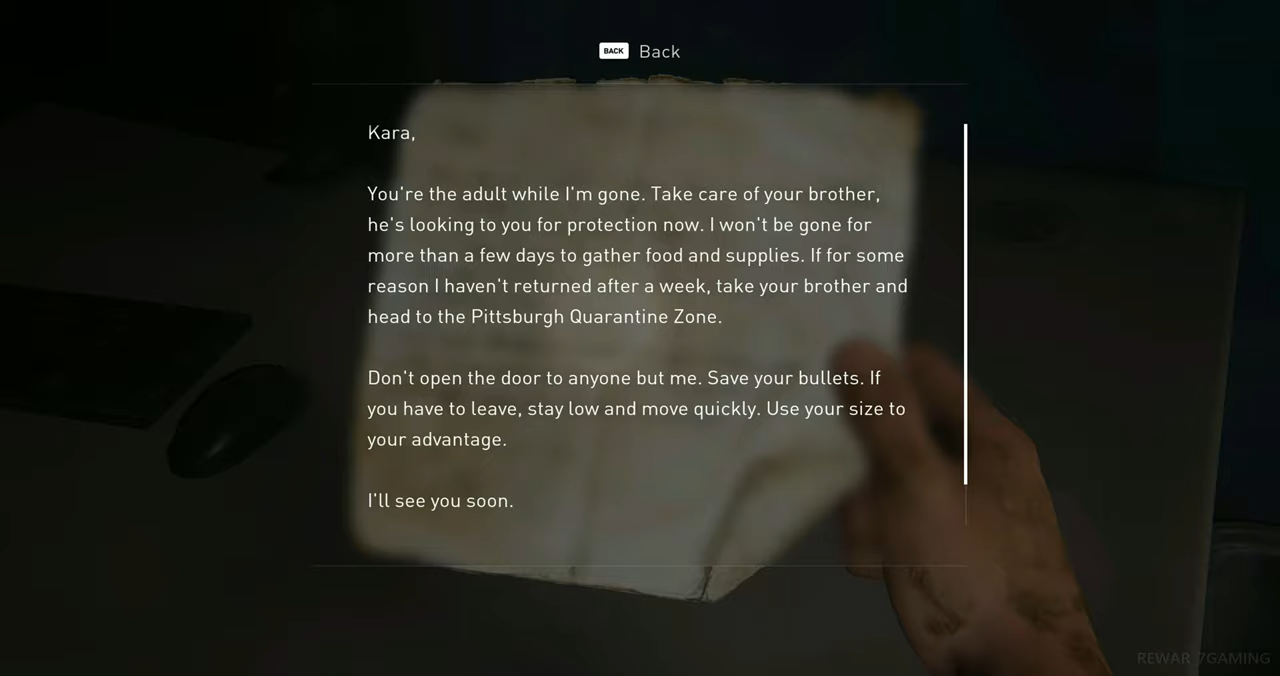 BACK Back
Kara,
You're the adult while I'm gone. Take care of your brother,
he's looking to you for protection now. I won't be gone for
more than a few days to gather food and supplies. If for some
reason I haven't returned after a week, take your brother and
head to the Pittsburgh Quarantine Zone.
Don't open the door to anyone but me. Save your bullets. If
you have to leave, stay low and move quickly. Use your size to
your advantage.
I'll see you soon.
REWAR 7GAMING